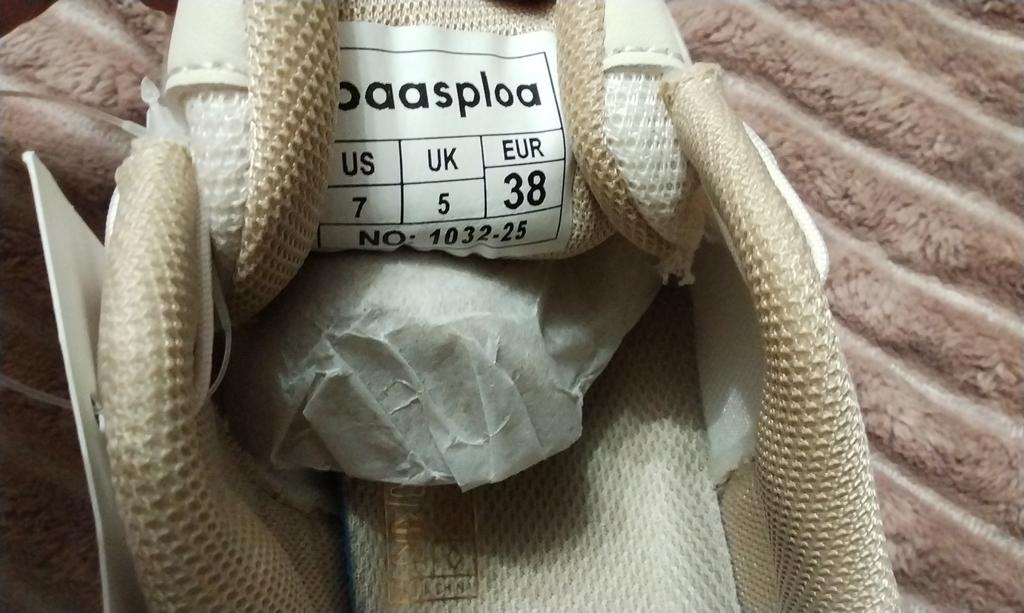 baasploa
US UK EUR
7 5 38
NO: 1032-25